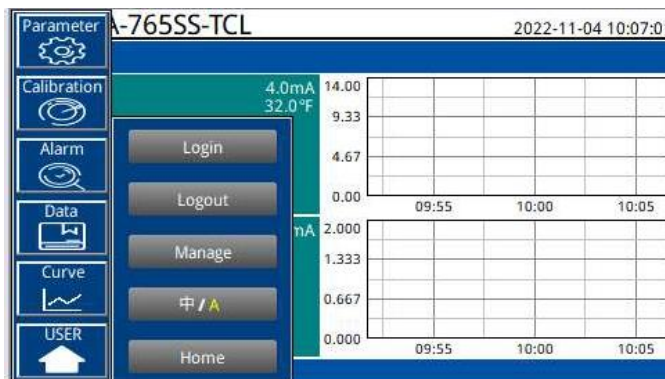 Parameter
-765SS-TCL
2022-11-04 10:07:0
Calibration
4.0mA
32.0°F
14.00
9.33
4.67
0.00
09:55
10:00
10:05
Alarm
Data
Curve
USER
Login
Logout
Manage
中/A
Home
mA
2.000
1.333
0.667
0.000
09:55
10:00
10:05